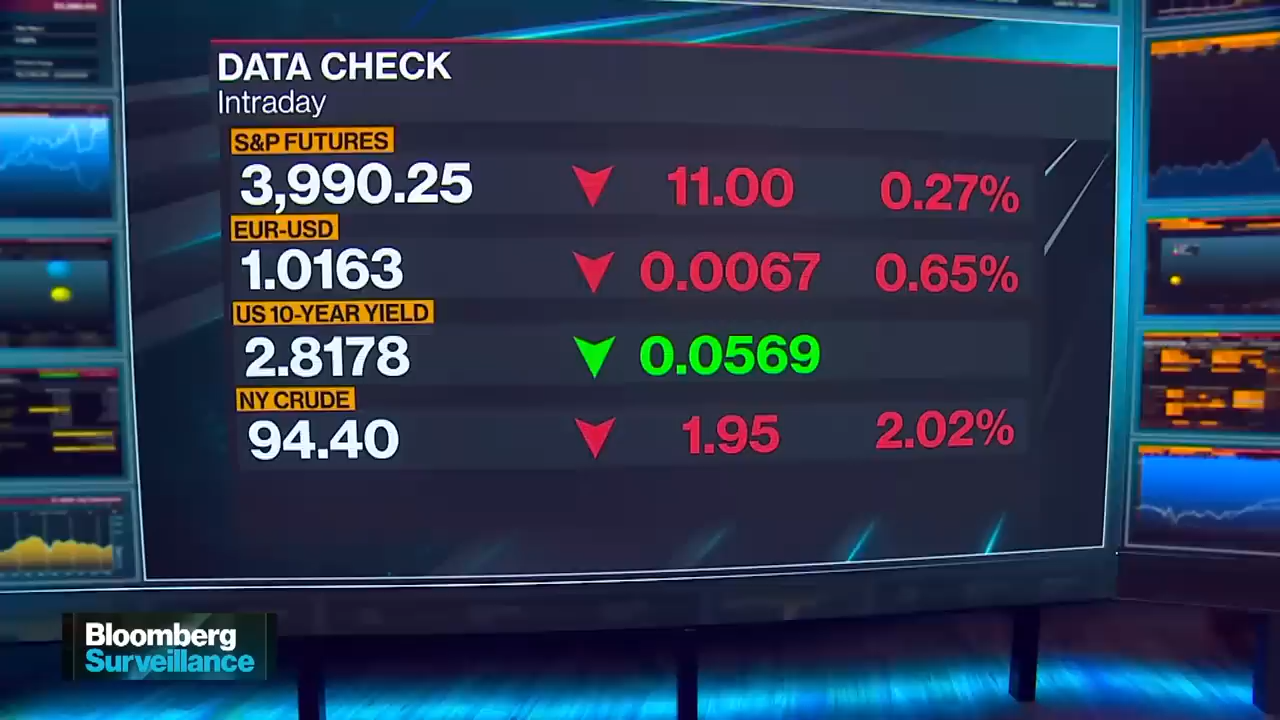 DATA CHECK
Intraday
S&P FUTURES
3,990.25 11.00 0.27%
EUR-USD
1.0163 0.0067 0.65%
US 10-YEAR YIELD
2.8178 0.0569
NY CRUDE
94.40 1.95 2.02%
Bloomberg
Surveillance